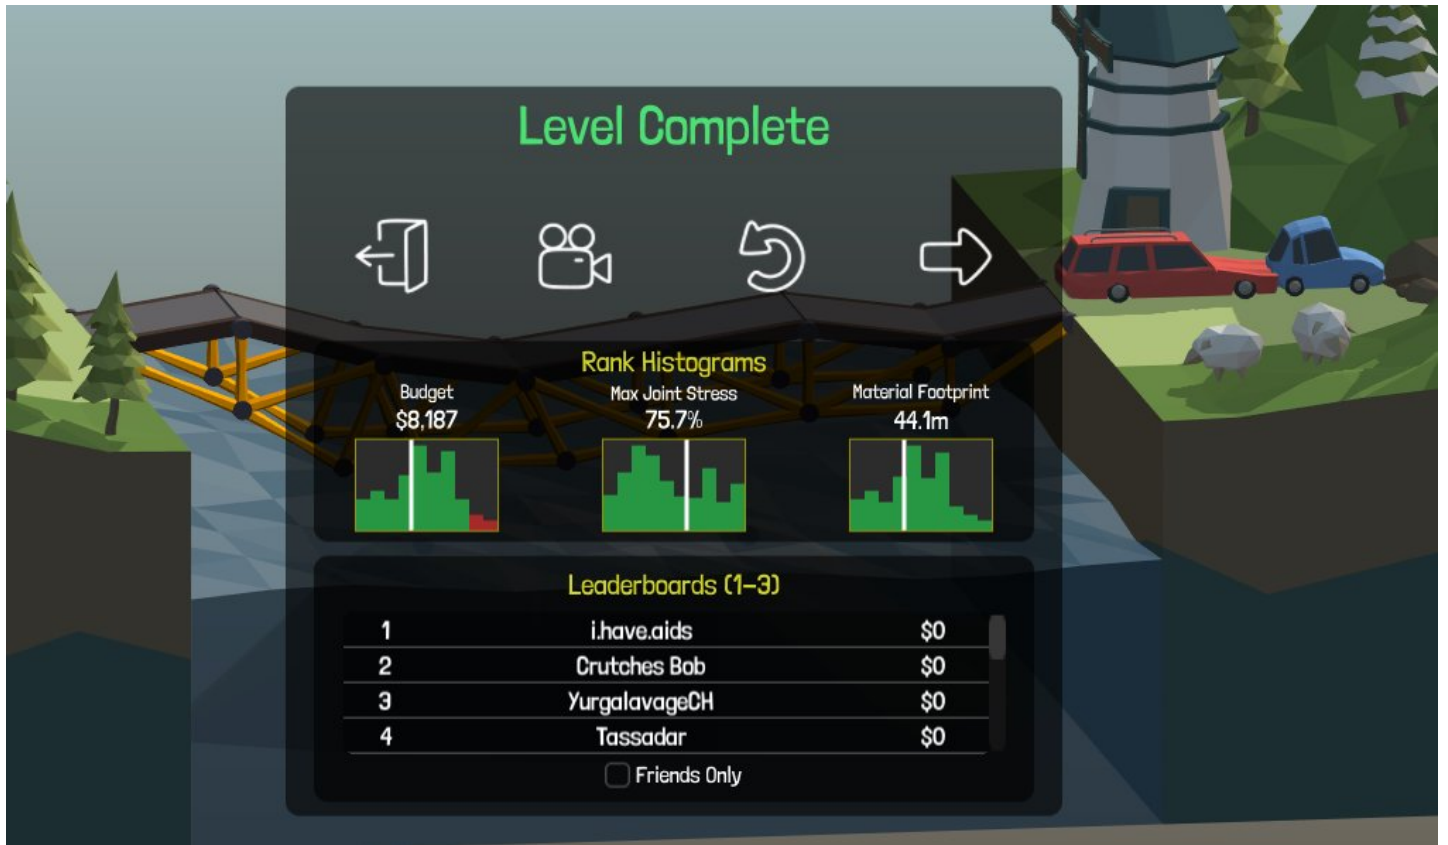 Level Complete
Rank Histograms
Budget
$8,187
Max Joint Stress
75.7%
Material Footprint
44.1m
Leaderboards (1-3)
1 i.have.aids $0
2 Crutches Bob $0
3 YurgalavageCH $0
4 Tassadar $0
Friends Only